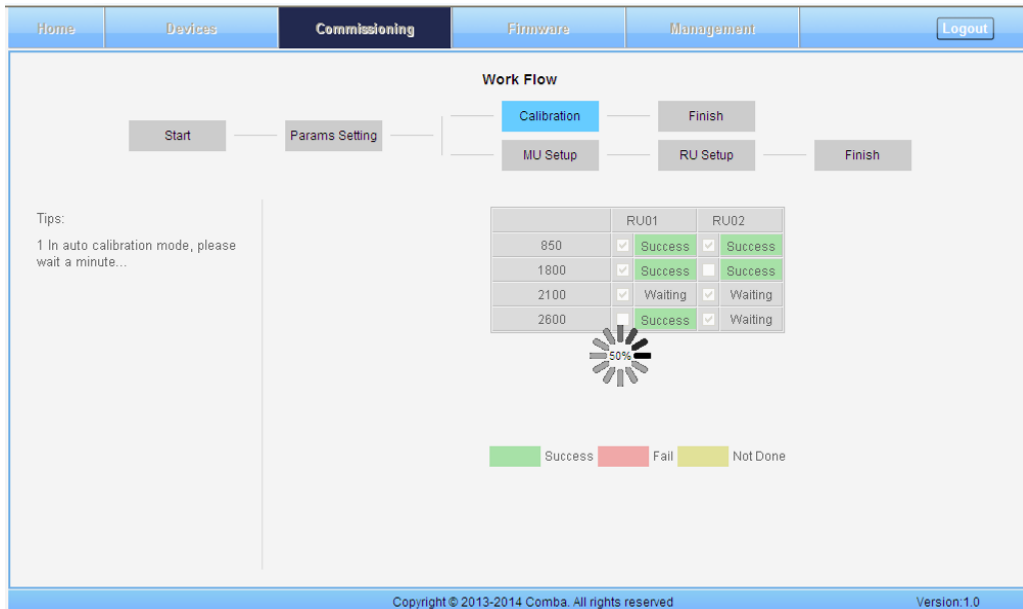 Home Devices Commissioning Firmware Management Logout
Work Flow
Calibration Finish
Start Params Setting
MU Setup RU Setup Finish
Tips:
1 In auto calibration mode, please
wait a minute...
RU01 RU02
850 Success Success
1800 Success Success
2100 Waiting Waiting
2600 Success Waiting
50%
Success Fail Not Done
Copyright © 2013-2014 Comba. All rights reserved Version:1.0